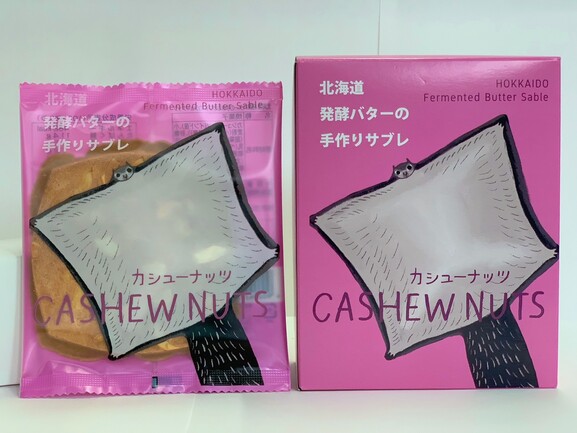 北海道
発酵バターの
手作りサブレ
HOKKAIDO
Fermented Butter Sable
カシューナッツ
CASHEW NUTS
北海道
発酵バターの
手作りサブレ
HOKKAIDO
Fermented Butter Sable
カシューナッツ
CASHEW NUTS